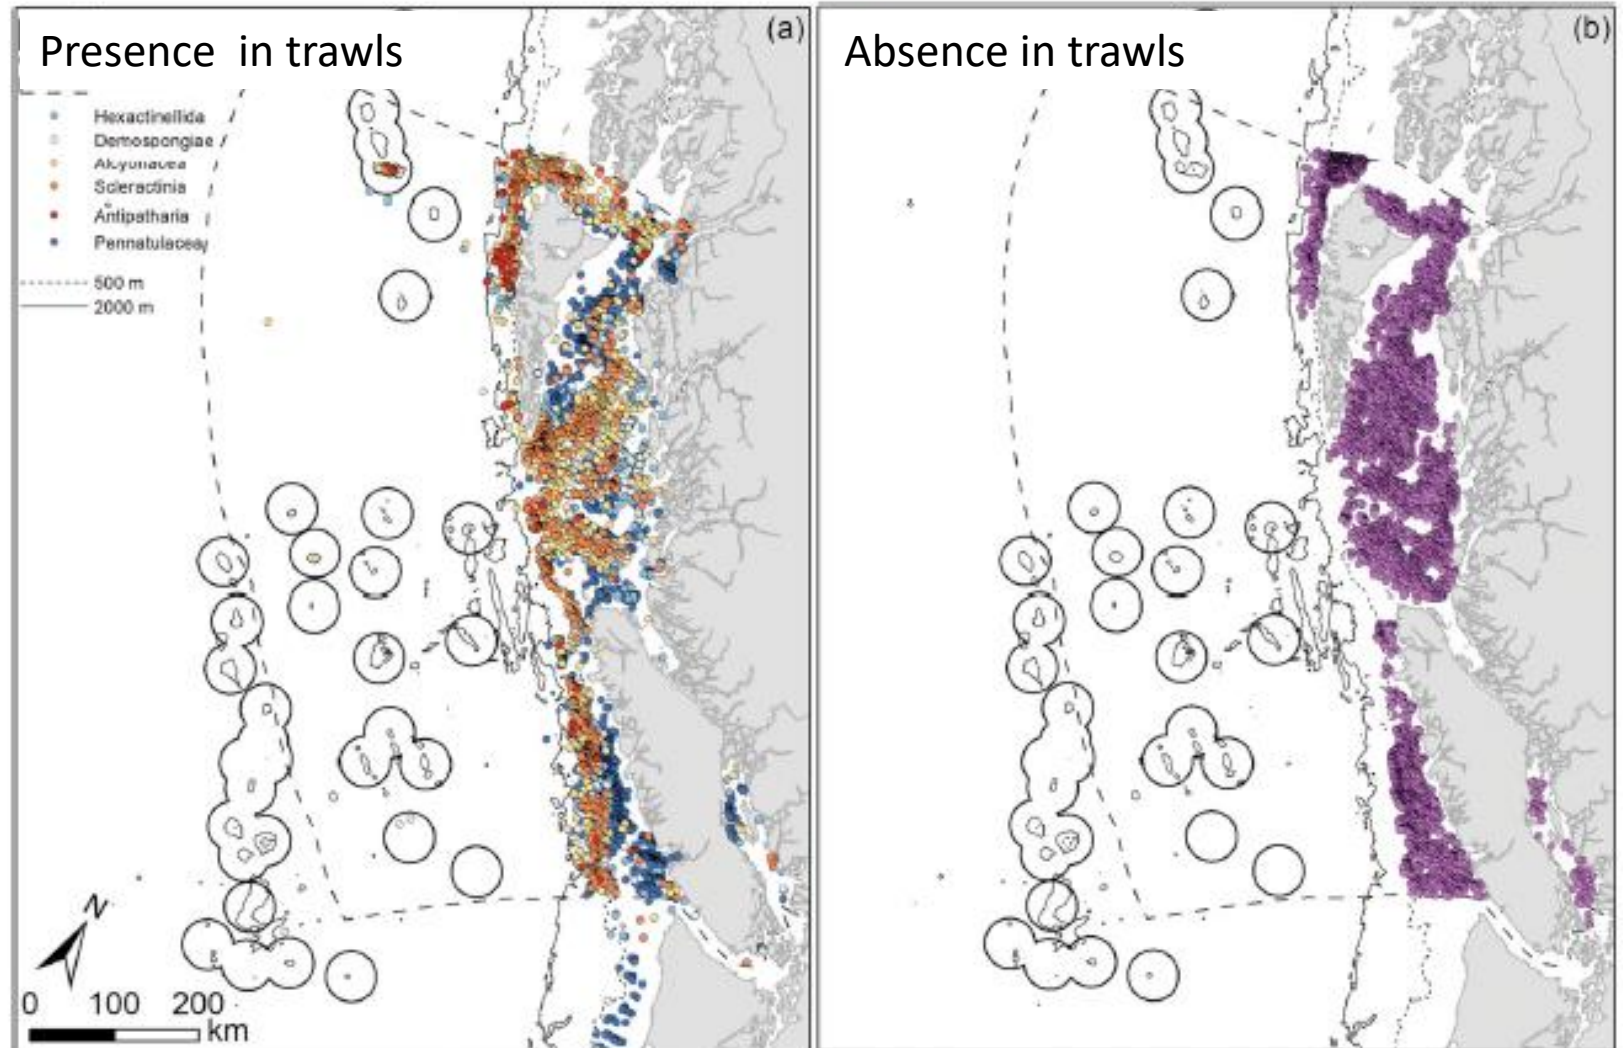 Presence in trawls
(a)
Hexactinellida
Demospongiae
Alcyonacea
Scleractinia
Antipatharia
Pennatulacea
500 m
2000 m
N
0 100 200
km
Absence in trawls
(b)